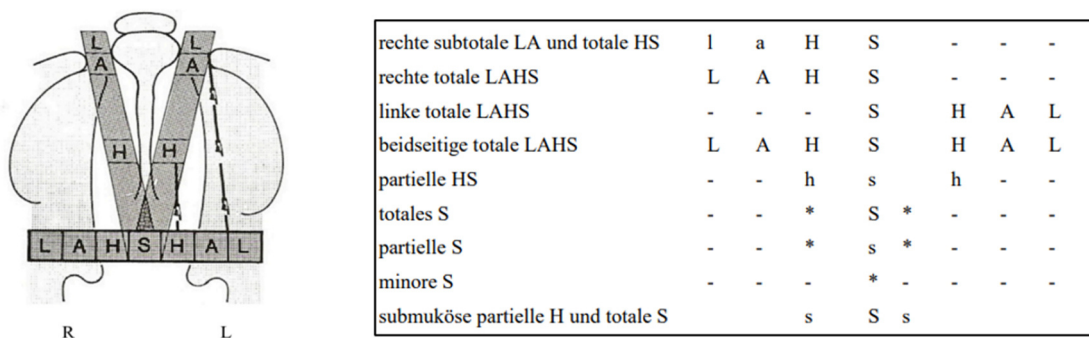 L L
A A
H H
L A H S H A L
R L
rechte subtotale LA und totale HS l a H S - - -
rechte totale LAHS L A H S - - -
linke totale LAHS - - - S H A L
beidseitige totale LAHS L A H S H A L
partielle HS - - h s h - -
totales S - - * S * - - -
partielle S - - * s * - - -
minore S - - - * - - - -
submuköse partielle H und totale S s S s